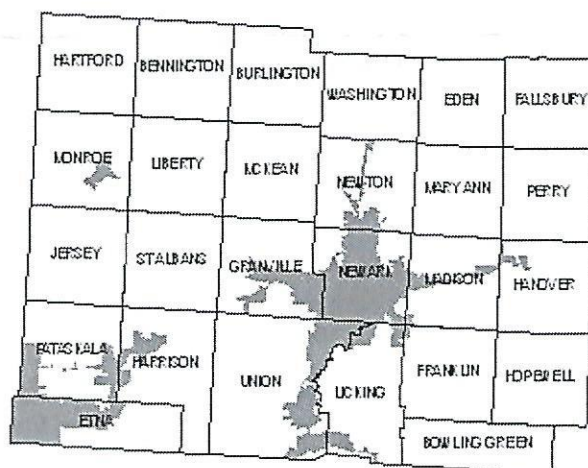 HARTFORD BENNINGTON BURLINGTON WASHINGTON EDEN FALLSBURY
MONROE LIBERTY MCKEAN NEWTON MARY ANN PERRY
JERSEY ST ALBANS GRANVILLE NEWARK MADISON HANOVER
PATASKALA HARRISON UNION LICKING FRANKLIN HOPEWELL
ETNA BOWLING GREEN